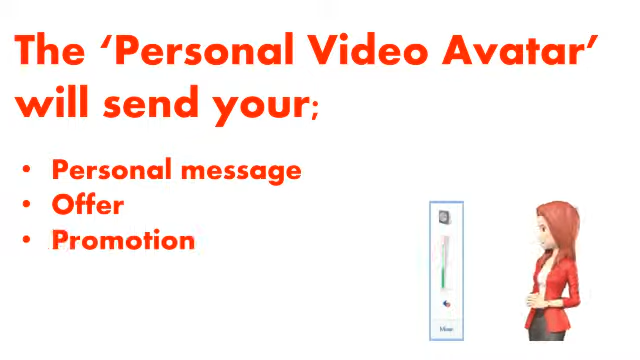 The ‘Personal Video Avatar’
will send your;
• Personal message
• Offer
• Promotion
Mixer